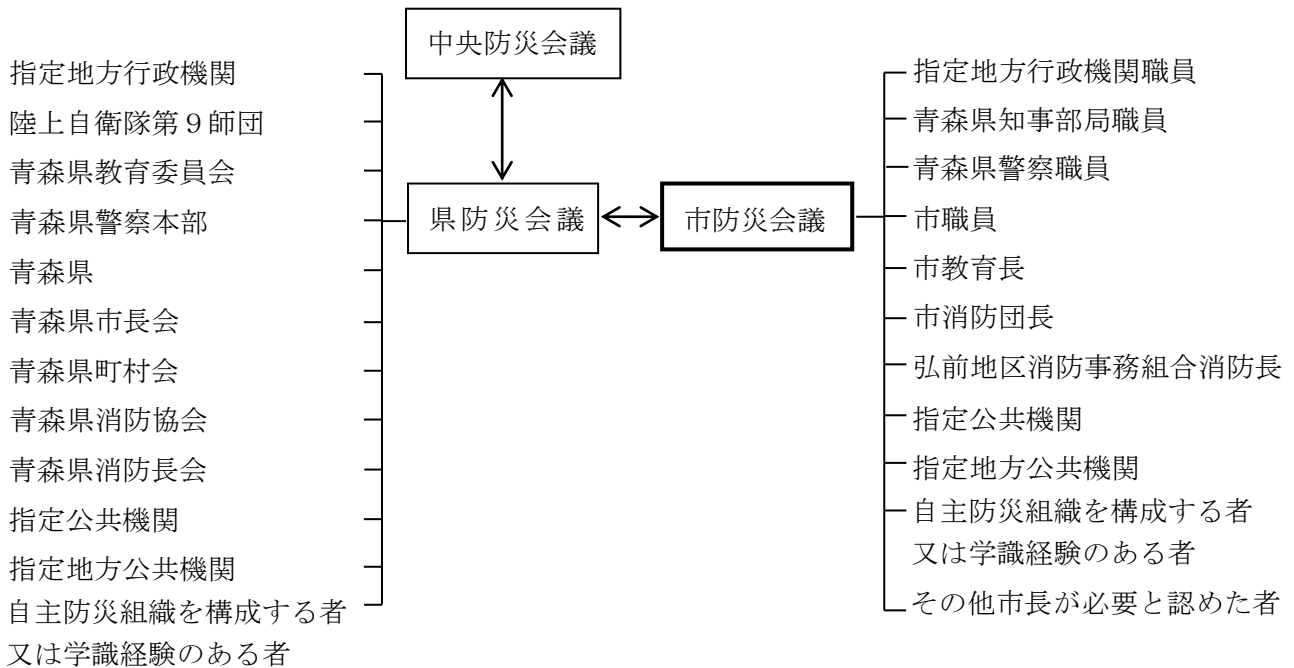 中央防災会議
指定地方行政機関
陸上自衛隊第９師団
青森県教育委員会
青森県警察本部
青森県
青森県市長会
青森県町村会
青森県消防協会
青森県消防長会
指定公共機関
指定地方公共機関
自主防災組織を構成する者
又は学識経験のある者
県防災会議
市防災会議
指定地方行政機関職員
青森県知事部局職員
青森県警察職員
市職員
市教育長
市消防団長
弘前地区消防事務組合消防長
指定公共機関
指定地方公共機関
自主防災組織を構成する者
又は学識経験のある者
その他市長が必要と認めた者